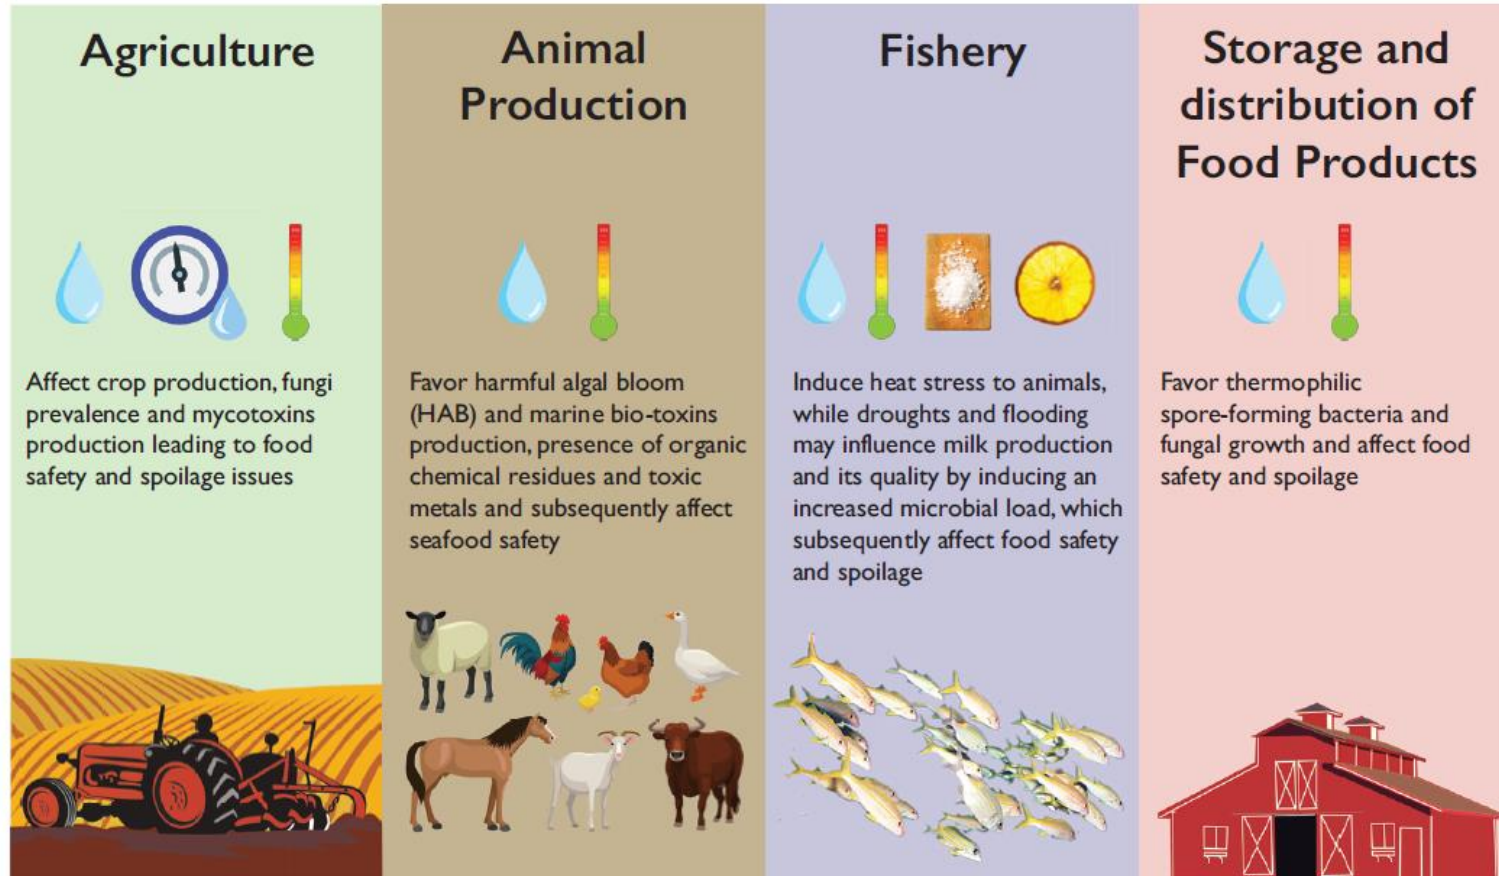 Agriculture
Affect crop production, fungi
prevalence and mycotoxins
production leading to food
safety and spoilage issues
Animal
Production
Favor harmful algal bloom
(HAB) and marine bio-toxins
production, presence of organic
chemical residues and toxic
metals and subsequently affect
seafood safety
Fishery
Induce heat stress to animals,
while droughts and flooding
may influence milk production
and its quality by inducing an
increased microbial load, which
subsequently affect food safety
and spoilage
Storage and
distribution of
Food Products
Favor thermophilic
spore-forming bacteria and
fungal growth and affect food
safety and spoilage